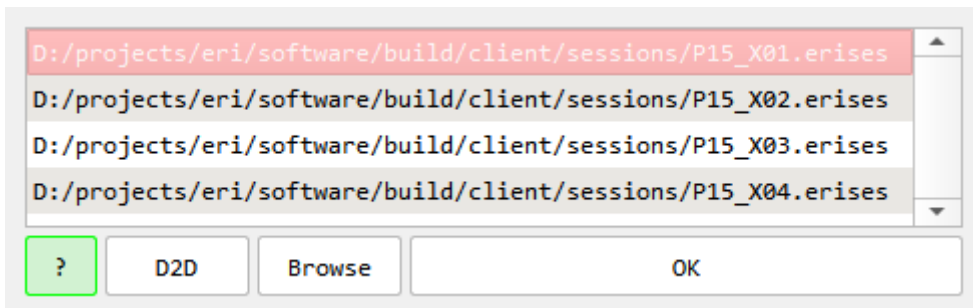 D:/projects/eri/software/build/client/sessions/P15_X01.erises
D:/projects/eri/software/build/client/sessions/P15_X02.erises
D:/projects/eri/software/build/client/sessions/P15_X03.erises
D:/projects/eri/software/build/client/sessions/P15_X04.erises
? D2D Browse OK